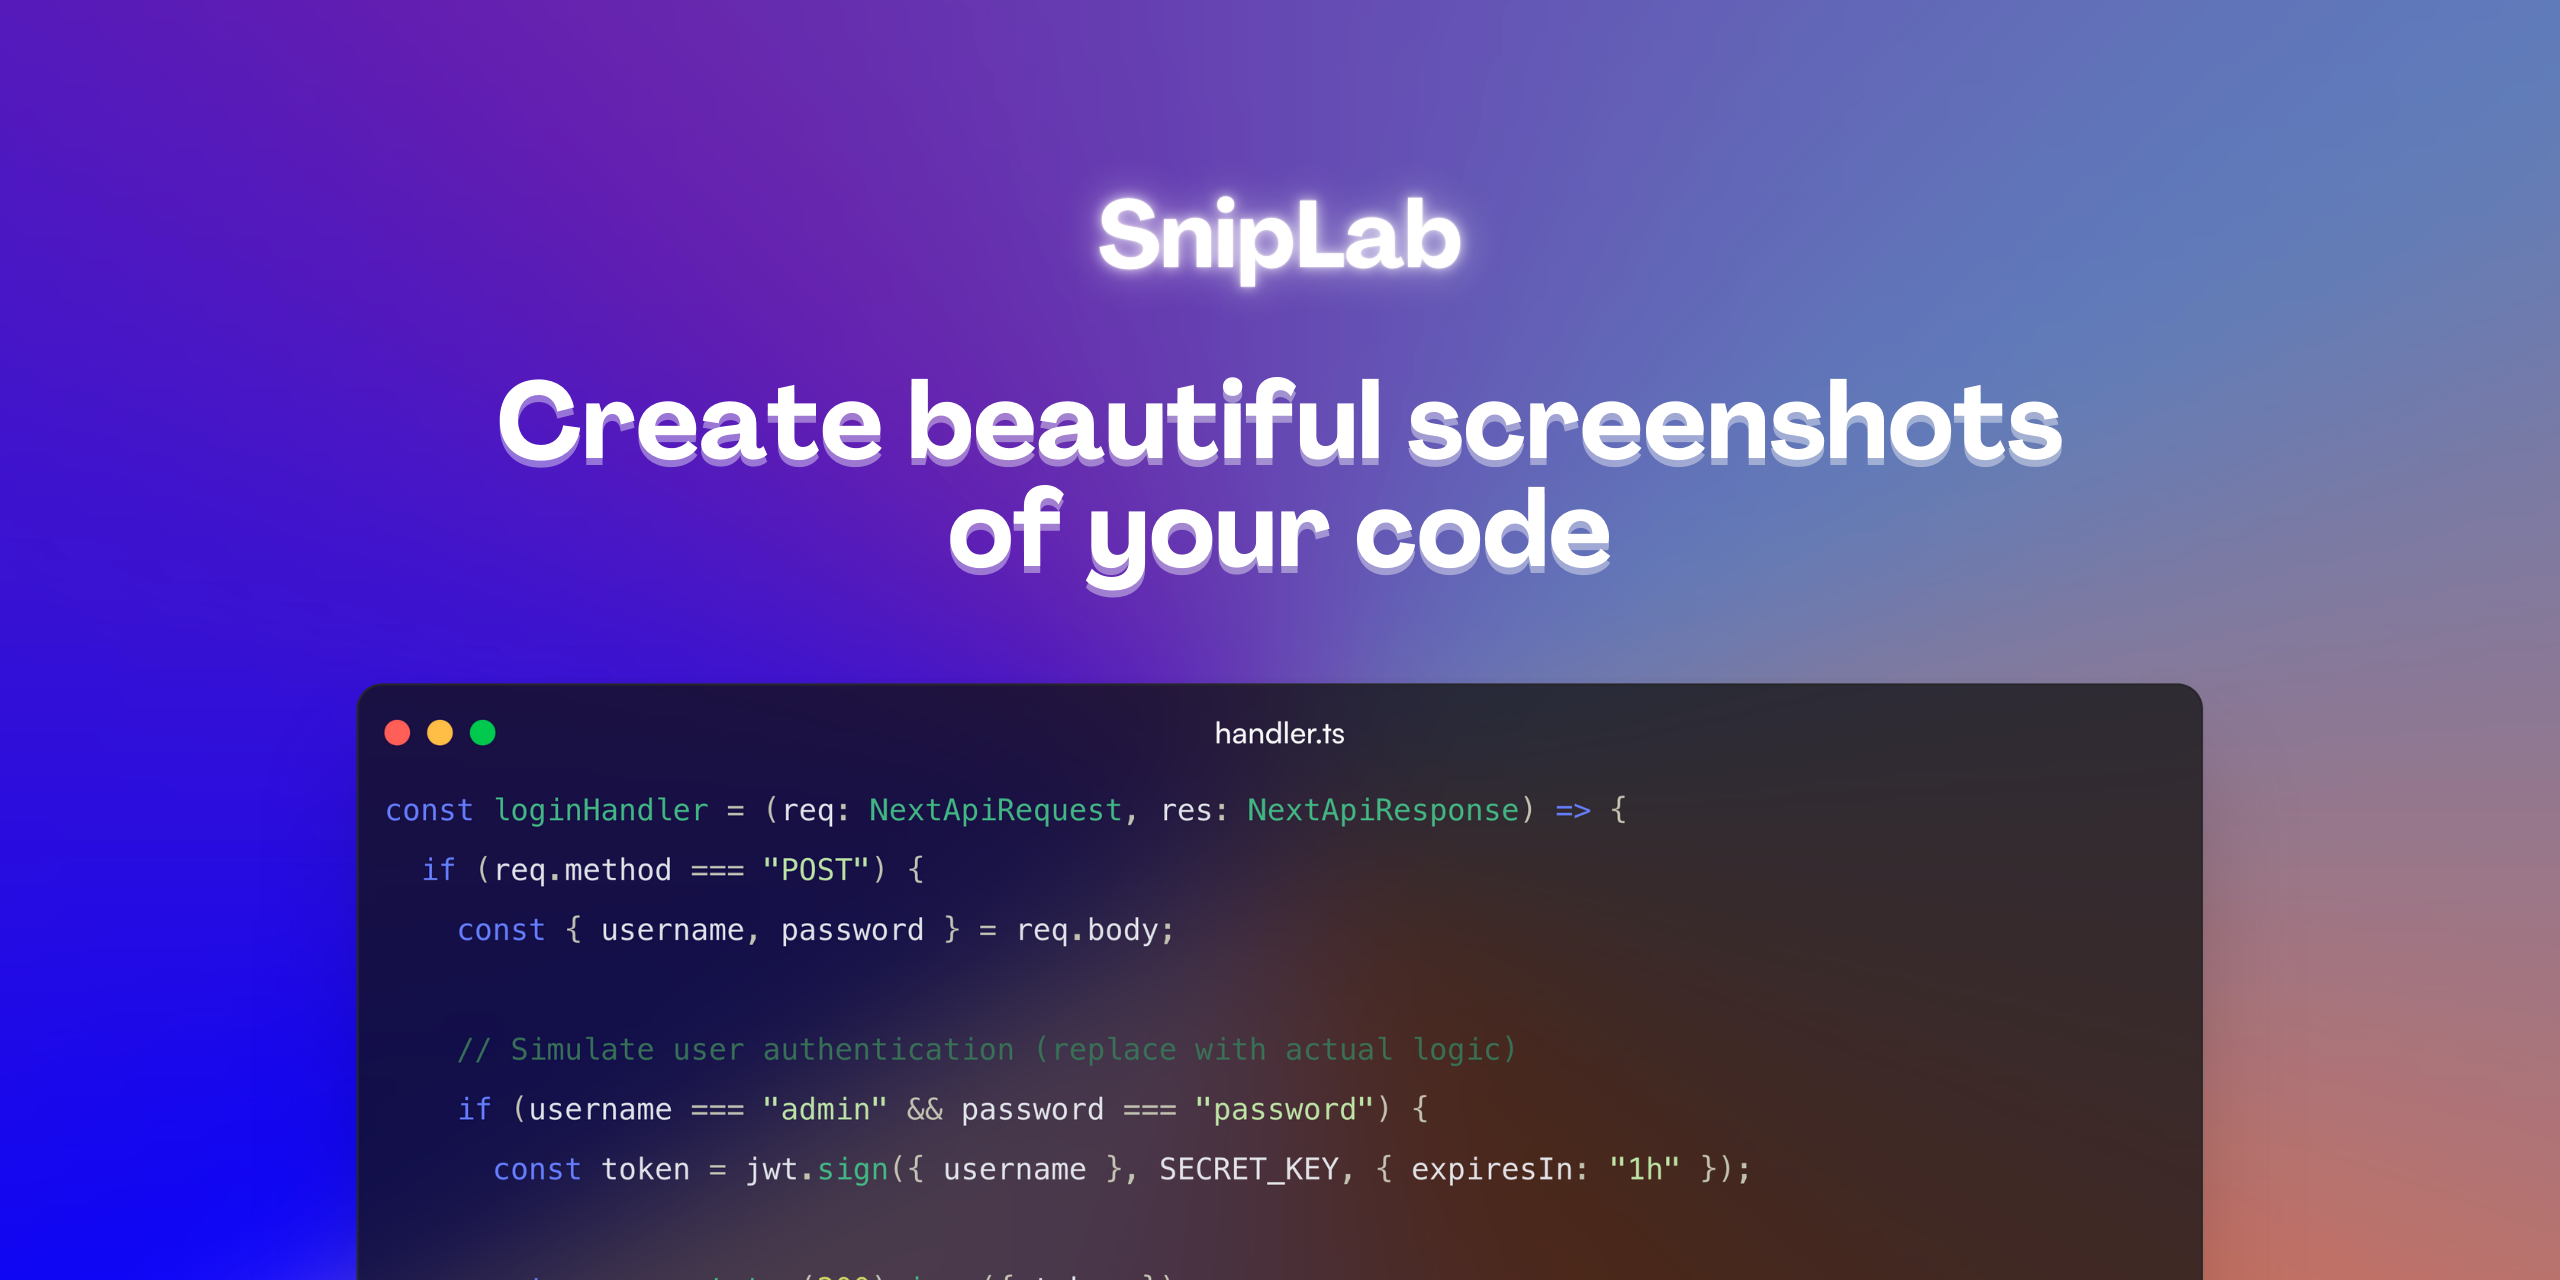 SnipLab
Create beautiful screenshots
of your code
handler.ts
const loginHandler = (req: NextApiRequest, res: NextApiResponse) => {
  if (req.method === "POST") {
    const { username, password } = req.body;

    // Simulate user authentication (replace with actual logic)
    if (username === "admin" && password === "password") {
      const token = jwt.sign({ username }, SECRET_KEY, { expiresIn: "1h" });